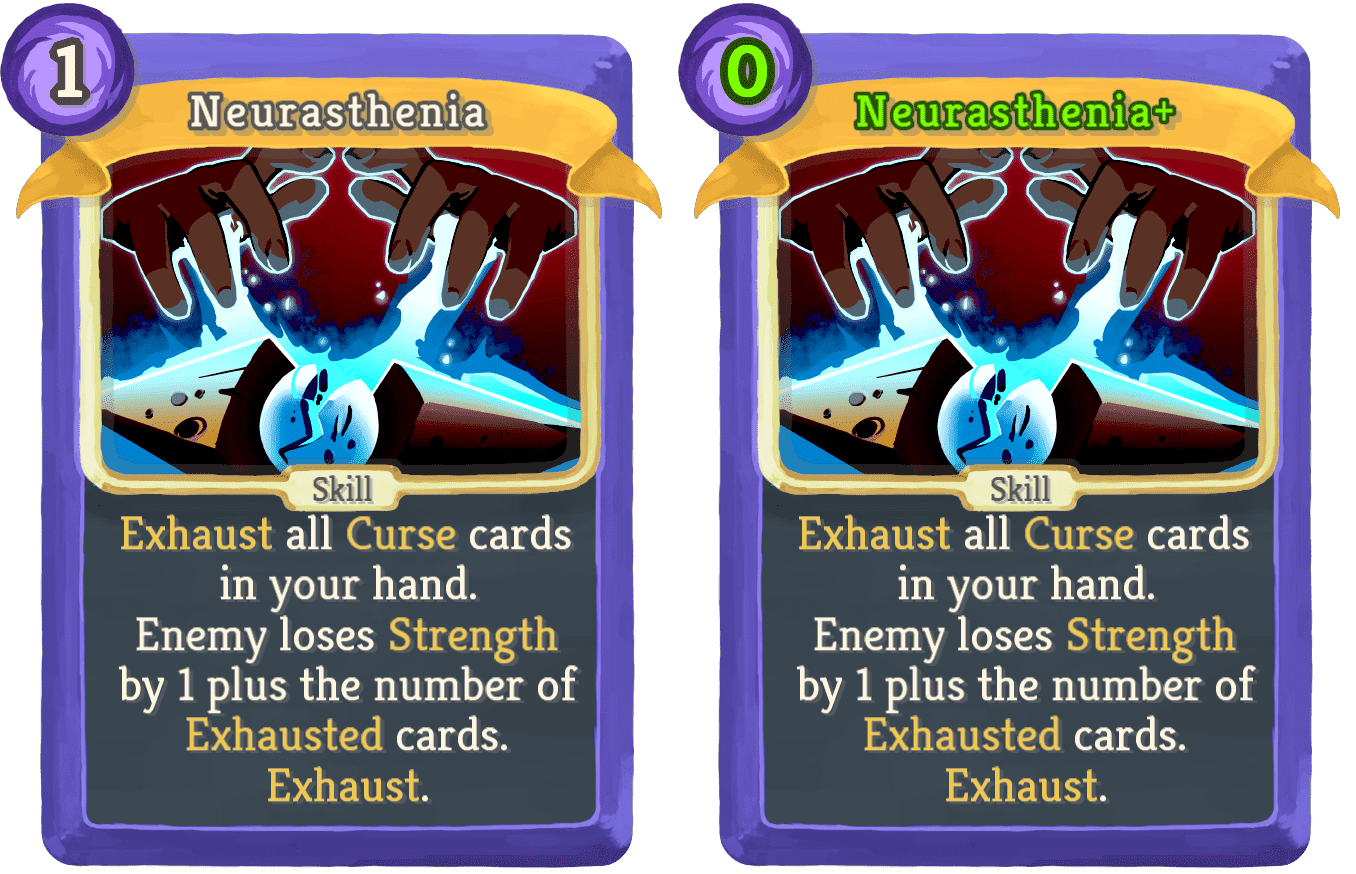 1
Neurasthenia
Skill
Exhaust all Curse cards
in your hand.
Enemy loses Strength
by 1 plus the number of
Exhausted cards.
Exhaust.
0
Neurasthenia+
Skill
Exhaust all Curse cards
in your hand.
Enemy loses Strength
by 1 plus the number of
Exhausted cards.
Exhaust.